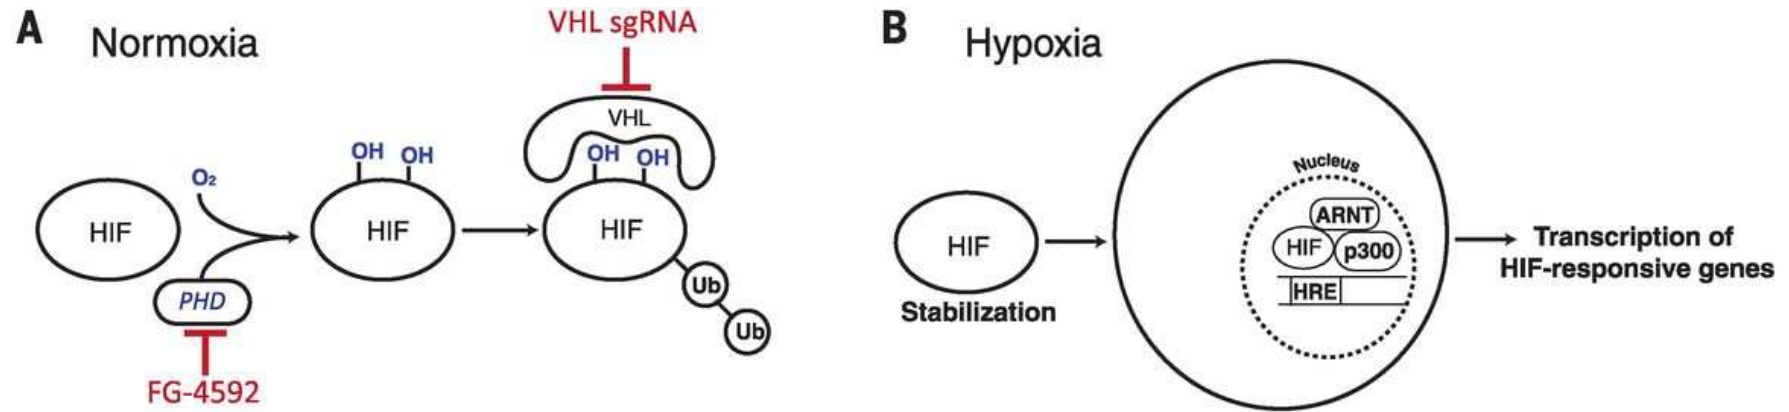 A
Normoxia
VHL sgRNA
VHL
OH OH
OH OH
O₂
HIF
HIF
HIF
PHD
Ub
Ub
FG-4592
B
Hypoxia
Nucleus
ARNT
HIF
HIF
p300
HRE
Stabilization
Transcription of
HIF-responsive genes